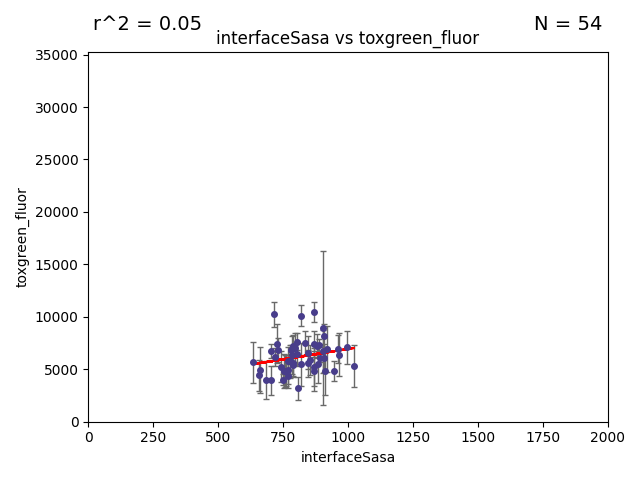 r^2 = 0.05
N = 54
interfaceSasa vs toxgreen_fluor
35000
30000
25000
20000
15000
10000
5000
0
toxgreen_fluor
0 250 500 750 1000 1250 1500 1750 2000
interfaceSasa